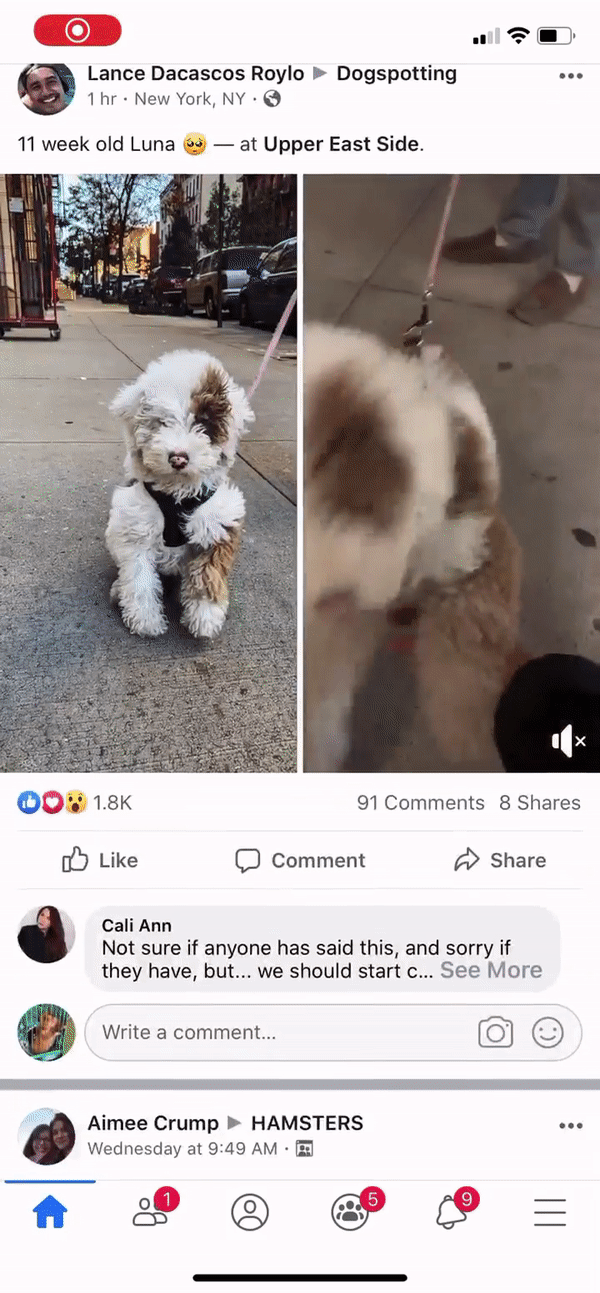 Lance Dacascos Roylo ▶ Dogspotting
1 hr · New York, NY ·
11 week old Luna 🥺 — at Upper East Side.
1.8K 91 Comments 8 Shares
Like Comment Share
Cali Ann
Not sure if anyone has said this, and sorry if
they have, but... we should start c... See More
Write a comment...
Aimee Crump ▶ HAMSTERS
Wednesday at 9:49 AM ·
1 5 9